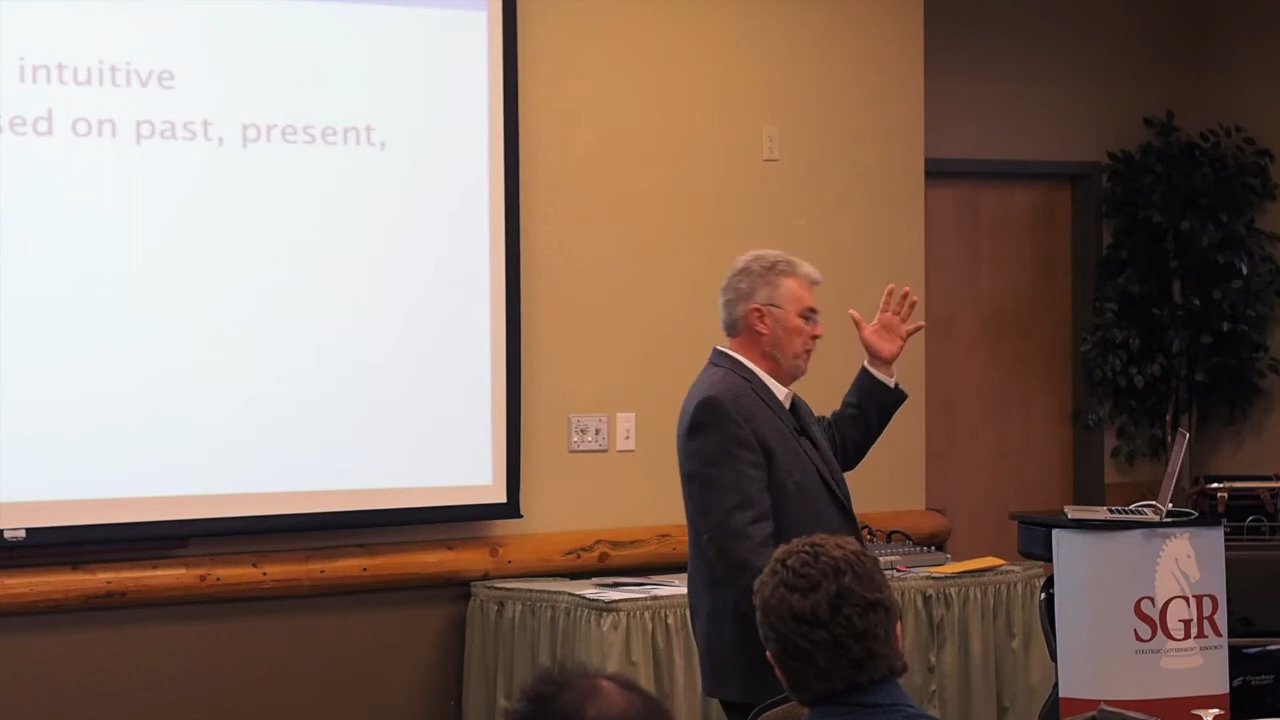 intuitive
sed on past, present,
SGR
STRATEGIC GOVERNMENT RESOURCES